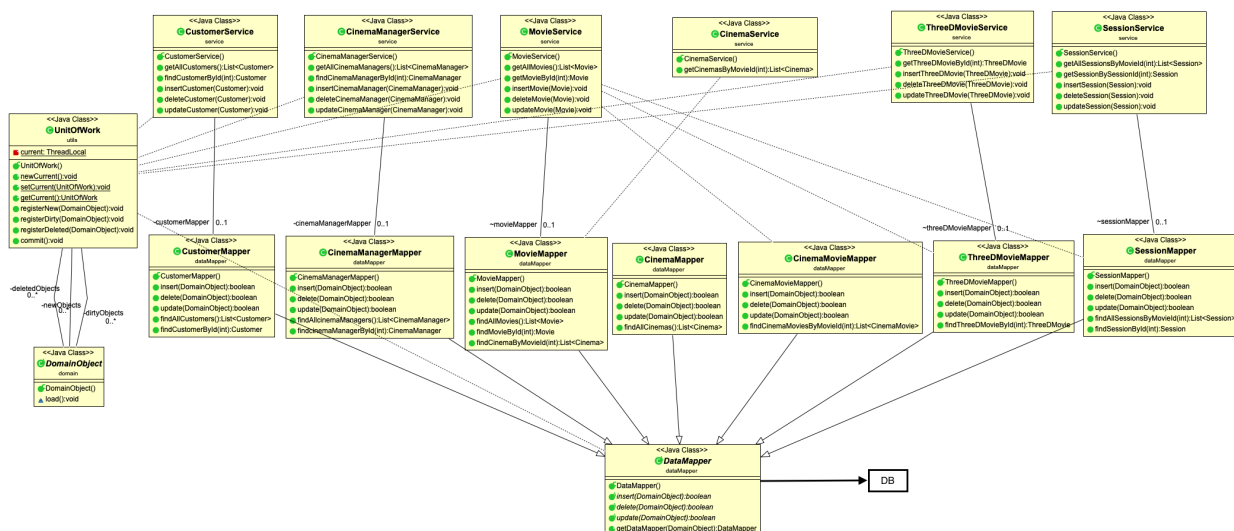 <<Java Class>>
CustomerService
service
CustomerService()
getAllCustomers():List<Customer>
findCustomerById(int):Customer
insertCustomer(Customer):void
deleteCustomer(Customer):void
updateCustomer(Customer):void
<<Java Class>>
CinemaManagerService
service
CinemaManagerService()
getAllCinemaManagers():List<CinemaManager>
findCinemaManagerById(int):CinemaManager
insertCinemaManager(CinemaManager):void
deleteCinemaManager(CinemaManager):void
updateCinemaManager(CinemaManager):void
<<Java Class>>
MovieService
service
MovieService()
getAllMovies():List<Movie>
getMovieById(int):Movie
insertMovie(Movie):void
deleteMovie(Movie):void
updateMovie(Movie):void
<<Java Class>>
CinemaService
service
CinemaService()
getCinemasByMovieId(int):List<Cinema>
<<Java Class>>
ThreeDMovieService
service
ThreeDMovieService()
getThreeDMovieById(int):ThreeDMovie
insertThreeDMovie(ThreeDMovie):void
deleteThreeDMovie(ThreeDMovie):void
updateThreeDMovie(ThreeDMovie):void
<<Java Class>>
SessionService
service
SessionService()
getAllSessionsByMovieId(int):List<Session>
getSessionBySessionId(int):Session
insertSession(Session):void
deleteSession(Session):void
updateSession(Session):void
<<Java Class>>
UnitOfWork
utils
current: ThreadLocal
UnitOfWork()
newCurrent():void
setCurrent(UnitOfWork):void
getCurrent():UnitOfWork
registerNew(DomainObject):void
registerDirty(DomainObject):void
registerDeleted(DomainObject):void
commit():void
-customerMapper 0..1
-cinemaManagerMapper 0..1
~movieMapper 0..1
~threeDMovieMapper 0..1
~sessionMapper 0..1
<<Java Class>>
CustomerMapper
dataMapper
CustomerMapper()
insert(DomainObject):boolean
delete(DomainObject):boolean
update(DomainObject):boolean
findAllCustomers():List<Customer>
findCustomerById(int):Customer
<<Java Class>>
CinemaManagerMapper
dataMapper
CinemaManagerMapper()
insert(DomainObject):boolean
delete(DomainObject):boolean
update(DomainObject):boolean
findAllcinemaManagers():List<CinemaManager>
findcinemaManagerById(int):CinemaManager
<<Java Class>>
MovieMapper
dataMapper
MovieMapper()
insert(DomainObject):boolean
delete(DomainObject):boolean
update(DomainObject):boolean
findAllMovies():List<Movie>
findMovieById(int):Movie
findCinemaByMovieId(int):List<Cinema>
<<Java Class>>
CinemaMapper
dataMapper
CinemaMapper()
insert(DomainObject):boolean
delete(DomainObject):boolean
update(DomainObject):boolean
findAllCinemas():List<Cinema>
<<Java Class>>
CinemaMovieMapper
dataMapper
CinemaMovieMapper()
insert(DomainObject):boolean
delete(DomainObject):boolean
update(DomainObject):boolean
findCinemaMoviesByMovieId(int):List<CinemaMovie>
<<Java Class>>
ThreeDMovieMapper
dataMapper
ThreeDMovieMapper()
insert(DomainObject):boolean
delete(DomainObject):boolean
update(DomainObject):boolean
findThreeDMovieById(int):ThreeDMovie
<<Java Class>>
SessionMapper
dataMapper
SessionMapper()
insert(DomainObject):boolean
delete(DomainObject):boolean
update(DomainObject):boolean
findAllSessionsByMovieId(int):List<Session>
findSessionById(int):Session
-deletedObjects
0..*
-newObjects
0..*
-dirtyObjects
0..*
<<Java Class>>
DomainObject
domain
DomainObject()
load():void
<<Java Class>>
DataMapper
dataMapper
DataMapper()
insert(DomainObject):boolean
delete(DomainObject):boolean
update(DomainObject):boolean
getDataMapper(DomainObject):DataMapper
DB